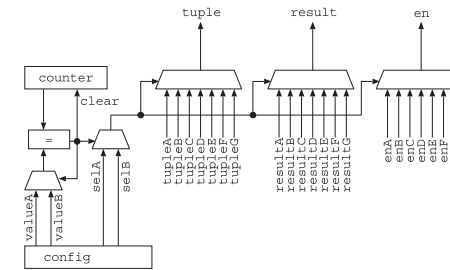 tuple
result
en
counter
clear
=
valueA
valueB
selA
selB
tupleA
tupleB
tupleC
tupleD
tupleE
tupleF
tupleG
resultA
resultB
resultC
resultD
resultE
resultF
resultG
enA
enB
enC
enD
enE
enF
config